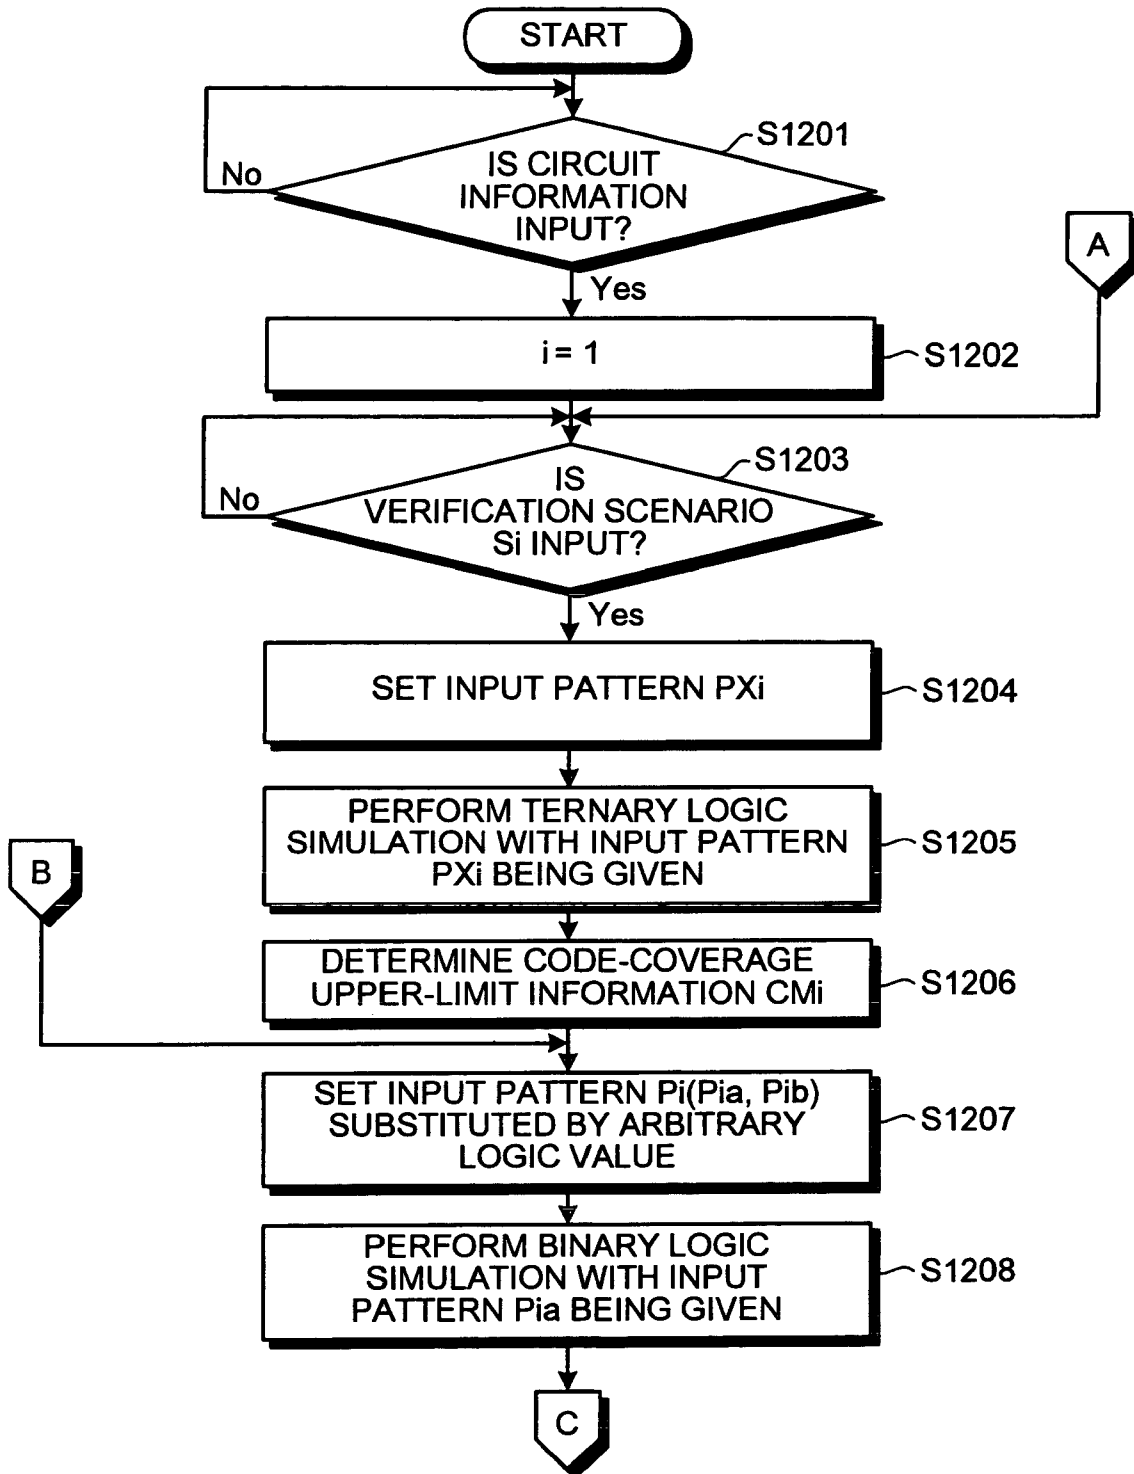 START
S1201
IS CIRCUIT
INFORMATION
INPUT?
No
A
Yes
i = 1
S1202
S1203
IS
VERIFICATION SCENARIO
Si INPUT?
No
Yes
SET INPUT PATTERN PXi
S1204
PERFORM TERNARY LOGIC
SIMULATION WITH INPUT PATTERN
PXi BEING GIVEN
S1205
B
DETERMINE CODE-COVERAGE
UPPER-LIMIT INFORMATION CMi
S1206
SET INPUT PATTERN Pi(Pia, Pib)
SUBSTITUTED BY ARBITRARY
LOGIC VALUE
S1207
PERFORM BINARY LOGIC
SIMULATION WITH INPUT
PATTERN Pia BEING GIVEN
S1208
C